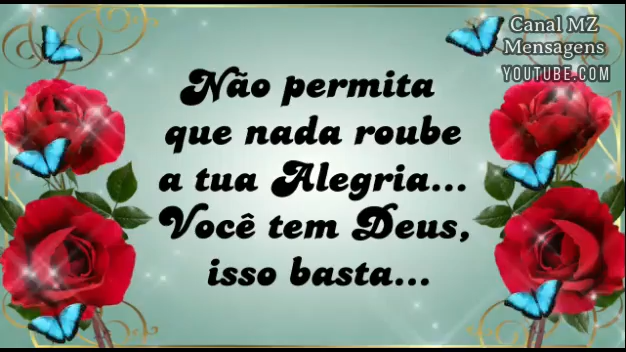 Canal MZ
Mensagens
YOUTUBE.COM
Não permita
que nada roube
a tua Alegria...
Você tem Deus,
isso basta...